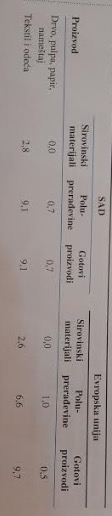 SAD Evropska unija
Proizvod Sirovinski materijali Polu-prerađevine Gotovi proizvodi Sirovinski materijali Polu-prerađevine Gotovi proizvodi
Drvo, pulpa, papir, nameštaj 0,0 0,7 0,7 0,0 1,0 0,5
Tekstil i odeća 2,8 9,1 9,1 2,6 6,6 9,7